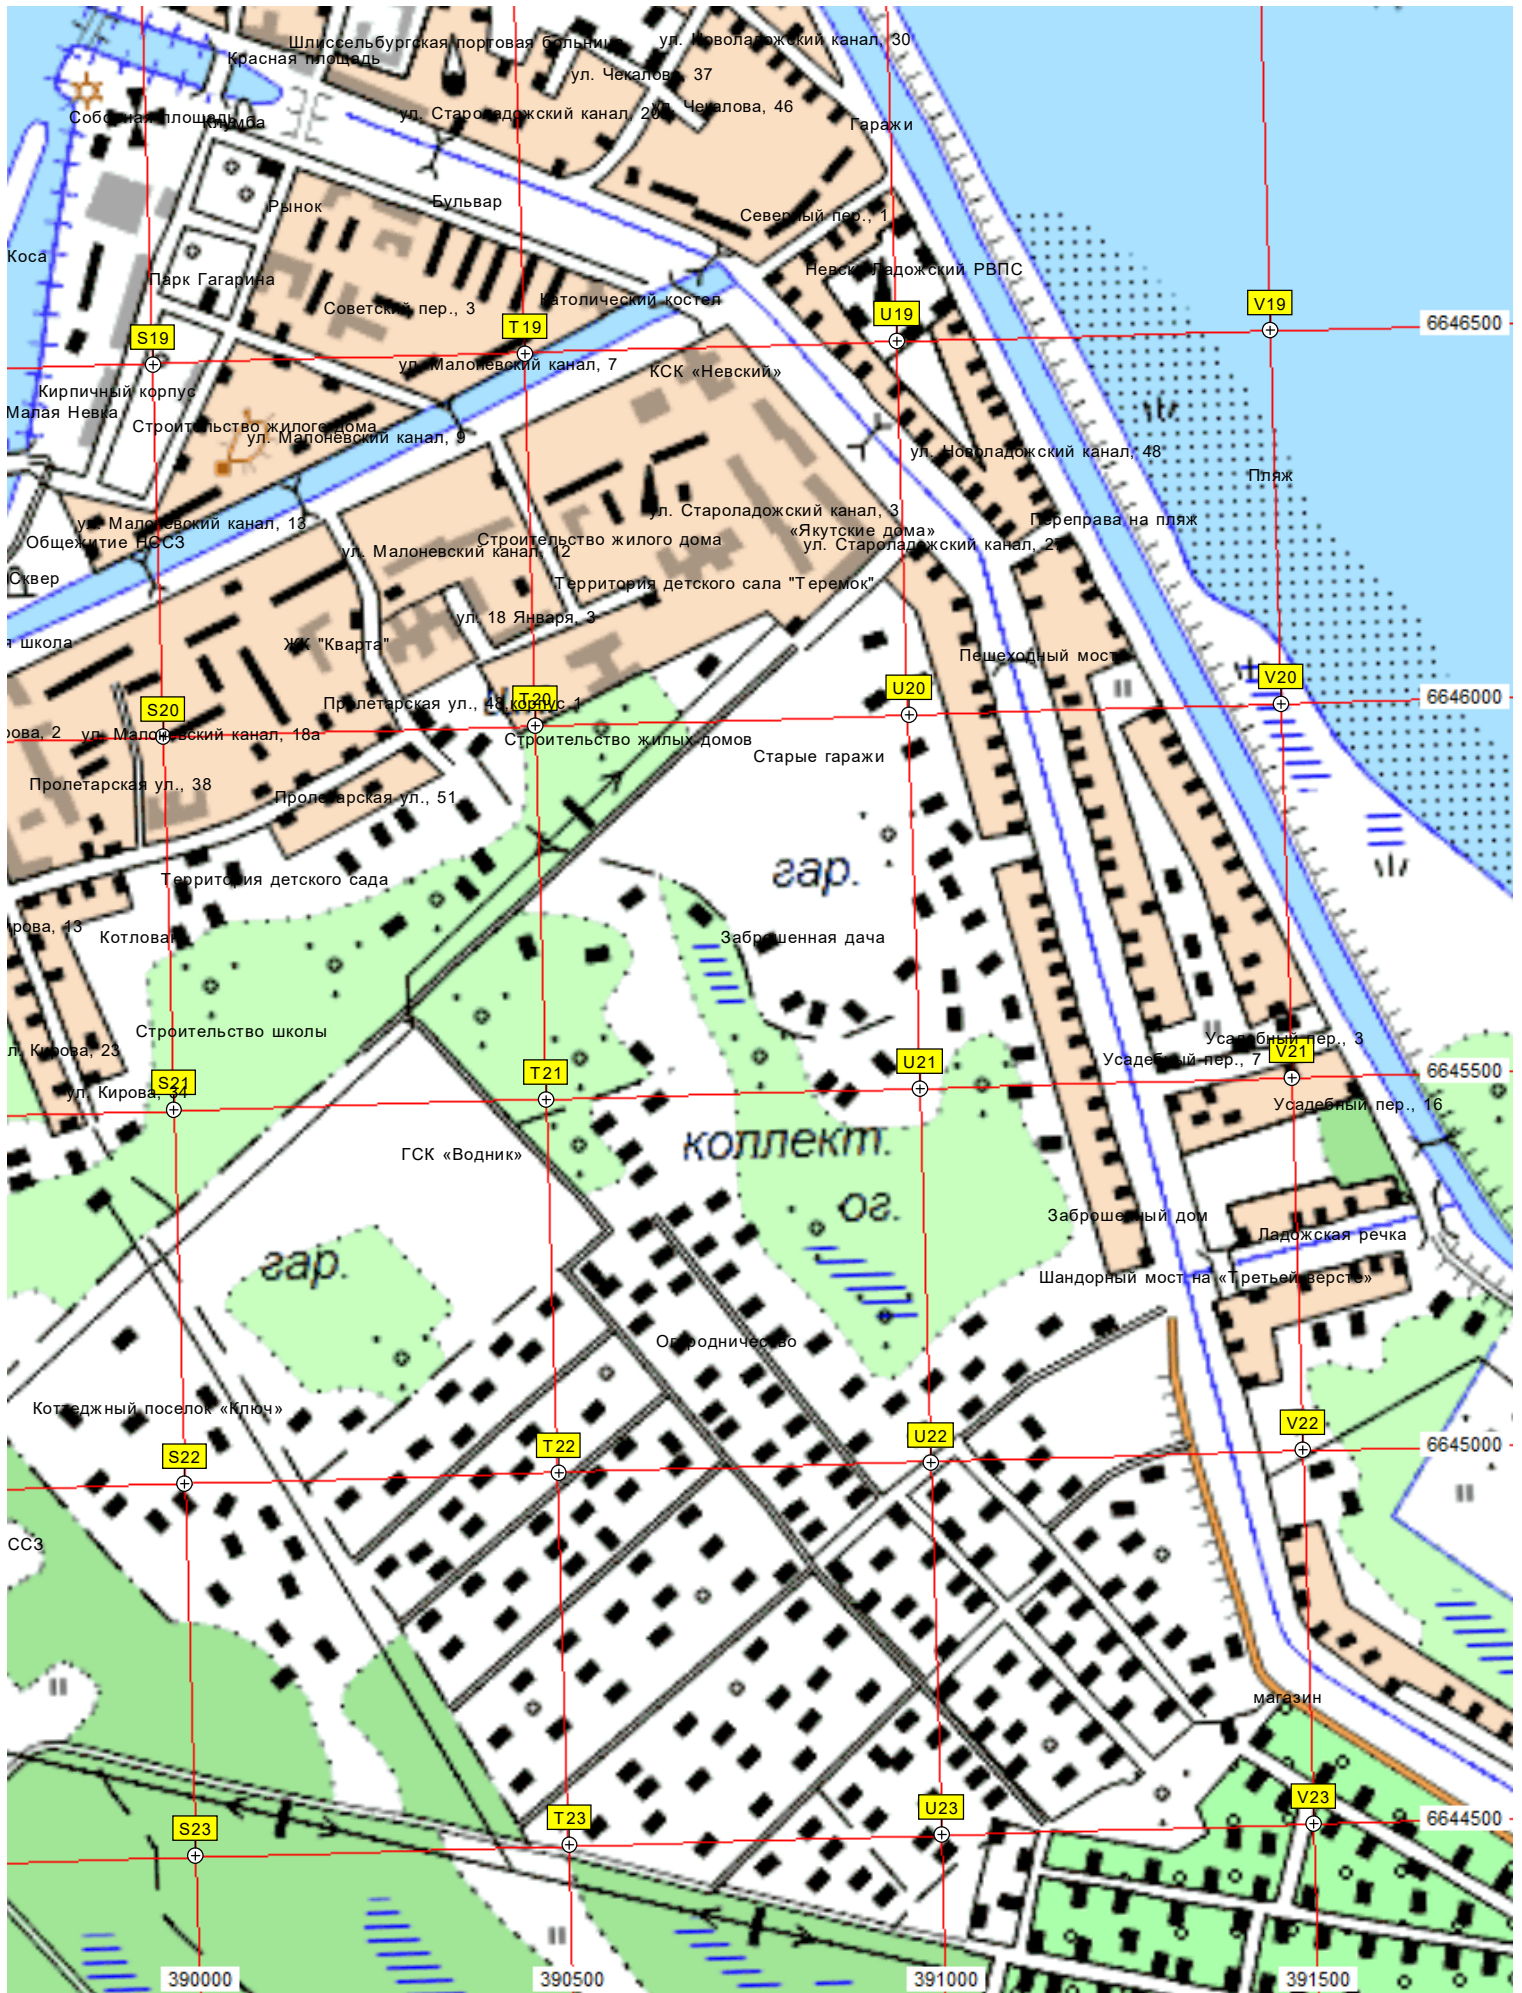 Шлиссельбургская портовая больница
ул. Новоладожский канал, 30
Красная площадь
ул. Чекалова, 37
ул. Чекалова, 46
Соборная площадь
Клумба
ул. Староладожский канал,
Гаражи
Рынок
Бульвар
Северный пер., 1
Коса
Парк Гагарина
Невско-Ладожский РВПС
Советский пер., 3
Католический костел
V19
U19
T19
S19
6646500
ул. Малоневский канал, 7
КСК «Невский»
Кирпичный корпус
Малая Невка
Строительство жилого дома
ул. Малоневский канал, 9
ул. Новоладожский канал, 48
Пляж
ул. Малоневский канал, 13
ул. Староладожский канал, 3
Переправа на пляж
Общежитие НССЗ
Строительство жилого дома
«Якутские дома»
ул. Малоневский канал, 12
ул. Староладожский канал,
Сквер
Территория детского сала "Теремок"
ул. 18 Января, 3
я школа
ЖК "Кварта"
Пешеходный мост
V20
U20
T20
S20
6646000
Пролетарская ул., 48,корпус 1
рова, 2
ул. Малоневский канал, 18а
Строительство жилых домов
Старые гаражи
Пролетарская ул., 38
Пролетарская ул., 51
гар.
Территория детского сада
рова, 13
Котлован
Заброшенная дача
Строительство школы
Усадебный пер., 3
л. Кирова, 23
Усадебный пер., 7
V21
U21
T21
S21
6645500
ул. Кирова, 34
Усадебный пер., 16
ГСК «Водник»
коллект.
ог.
Заброшенный дом
Ладожская речка
гар.
Шандорный мост на «Третьей версте»
Огородничество
Коттеджный поселок «Ключ»
V22
U22
T22
S22
6645000
ССЗ
магазин
V23
U23
T23
S23
6644500
390000
390500
391000
391500